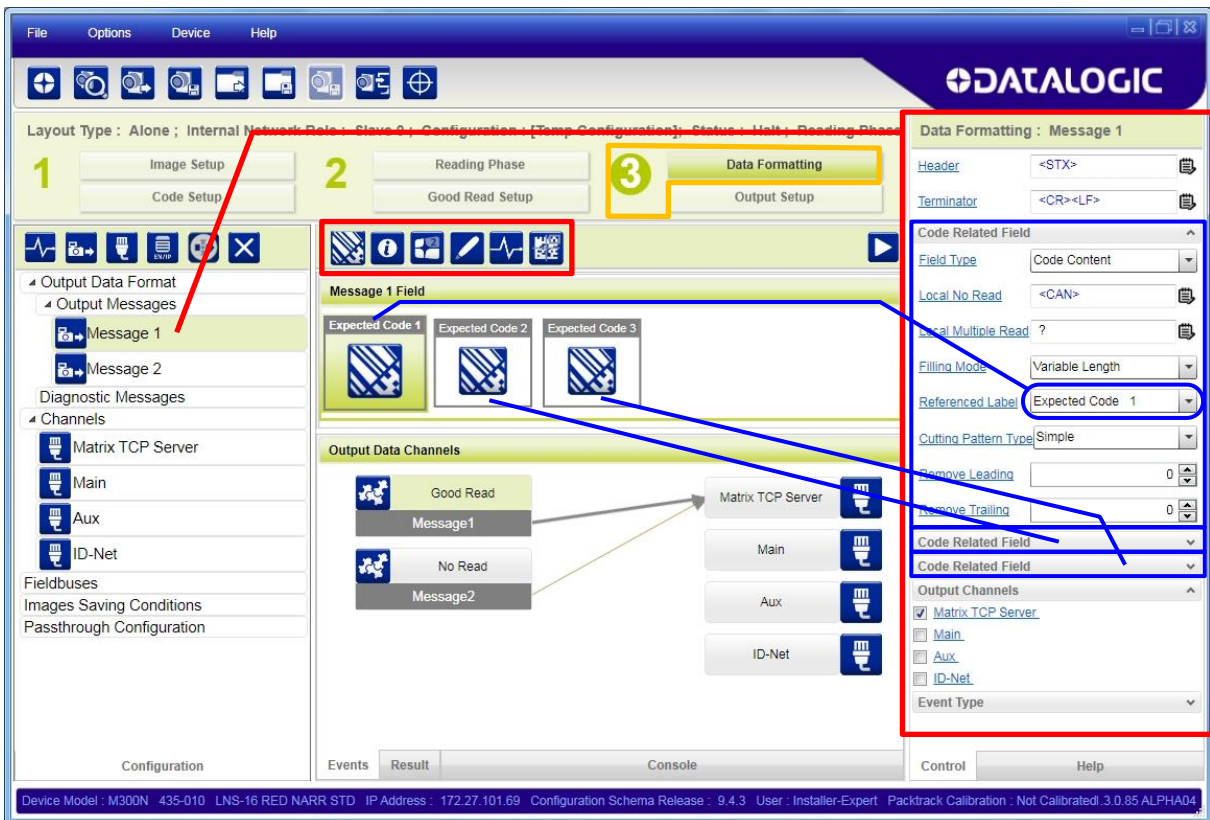 File Options Device Help
DATALOGIC
Layout Type : Alone ; Internal Network Role : Slave 0 ; Configuration : [Temp Configuration]; Status : Halt ; Reading Phase
1 Image Setup
Code Setup
2 Reading Phase
Good Read Setup
3 Data Formatting
Output Setup
EN/IP
Output Data Format
Output Messages
Message 1
Message 2
Diagnostic Messages
Channels
Matrix TCP Server
Main
Aux
ID-Net
Fieldbuses
Images Saving Conditions
Passthrough Configuration
Configuration
Message 1 Field
Expected Code 1 Expected Code 2 Expected Code 3
Output Data Channels
Good Read
Message1
No Read
Message2
Matrix TCP Server
Main
Aux
ID-Net
Events Result Console
Data Formatting : Message 1
Header <STX>
Terminator <CR><LF>
Code Related Field
Field Type Code Content
Local No Read <CAN>
Local Multiple Read ?
Filling Mode Variable Length
Referenced Label Expected Code 1
Cutting Pattern Type Simple
Remove Leading 0
Remove Trailing 0
Code Related Field
Code Related Field
Output Channels
Matrix TCP Server
Main
Aux
ID-Net
Event Type
Control Help
Device Model : M300N 435-010 LNS-16 RED NARR STD IP Address : 172.27.101.69 Configuration Schema Release : 9.4.3 User : Installer-Expert Packtrack Calibration : Not Calibratedl.3.0.85 ALPHA04